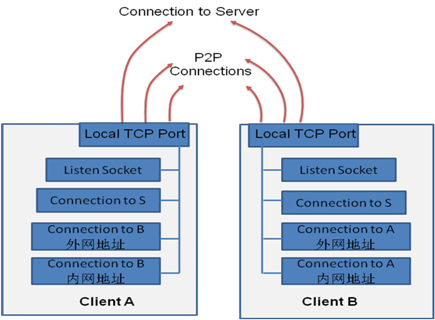 Connection to Server
P2P
Connections
Local TCP Port
Listen Socket
Connection to S
Connection to B
外网地址
Connection to B
内网地址
Client A
Local TCP Port
Listen Socket
Connection to S
Connection to A
外网地址
Connection to A
内网地址
Client B